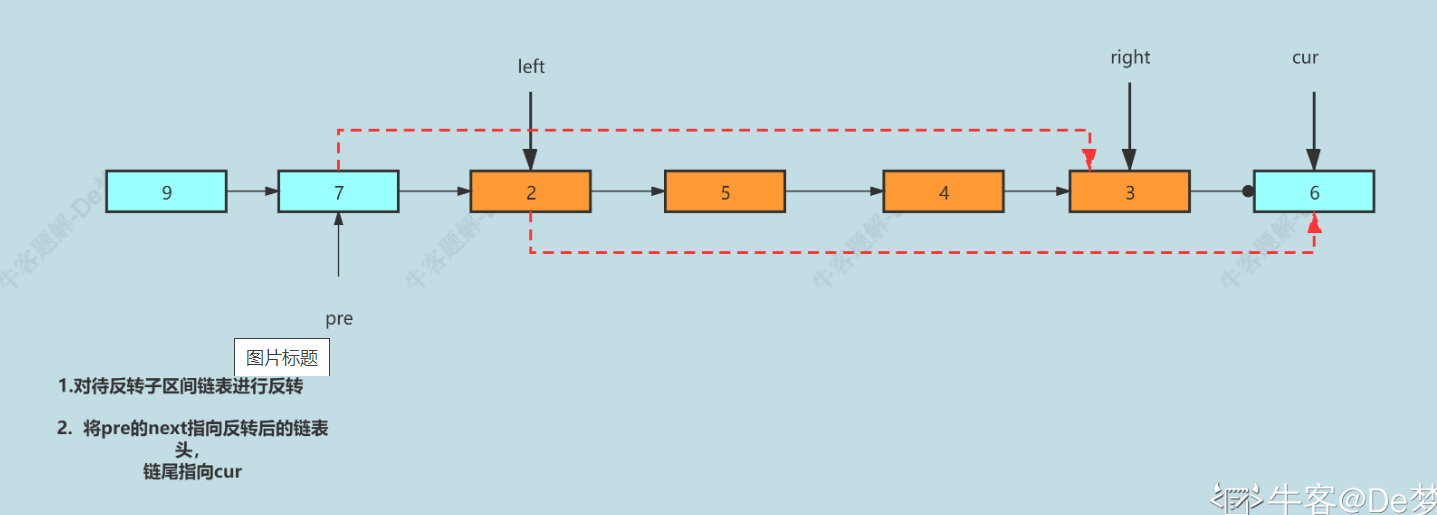 left
right
cur
9
7
2
5
4
3
6
pre
图片标题
1.对待反转子区间链表进行反转
2. 将pre的next指向反转后的链表
头，
链尾指向cur
牛客题解-De梦
牛客题解-De
牛客题解-De
牛客题解-De
牛客@De梦